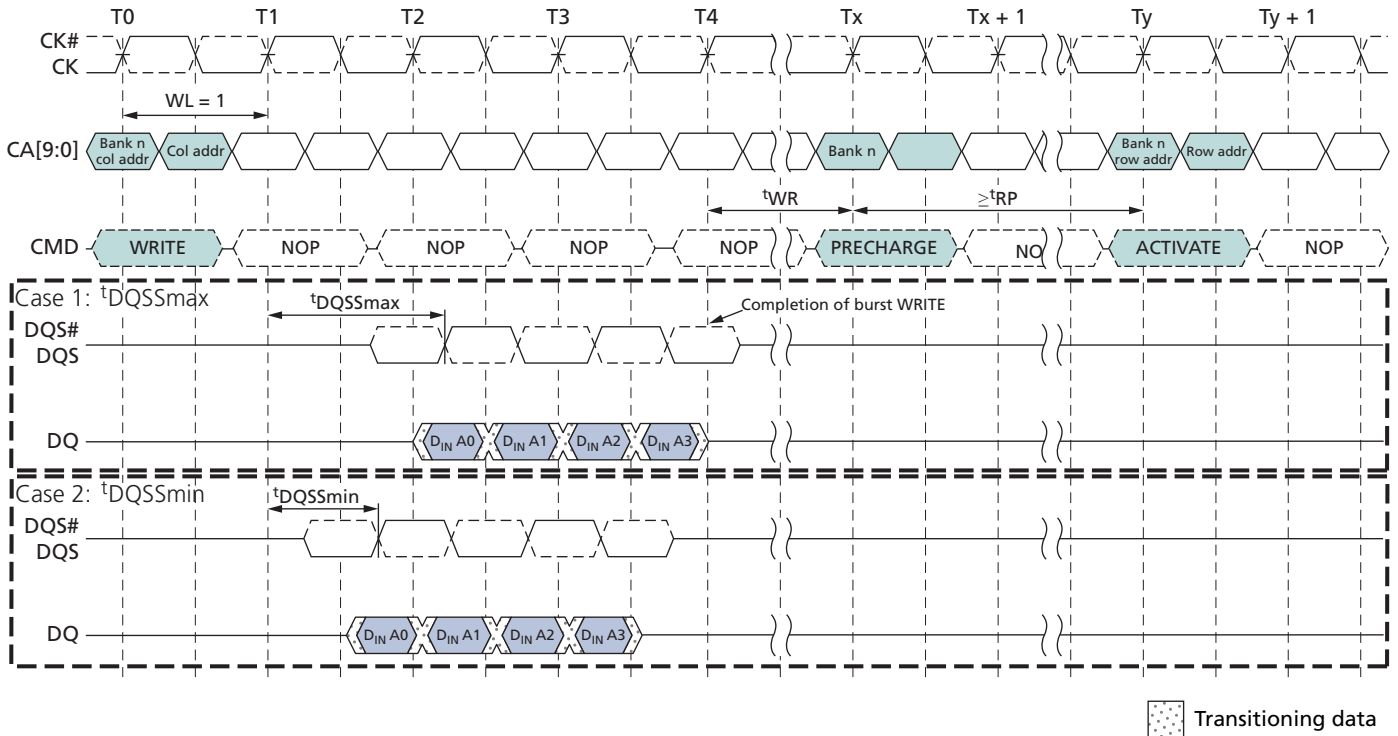 T0 T1 T2 T3 T4 Tx Tx + 1 Ty Ty + 1
CK#
CK
WL = 1
CA[9:0]
Bank n
col addr
Col addr
Bank n
Bank n
row addr
Row addr
tWR
≥tRP
CMD
WRITE NOP NOP NOP NOP PRECHARGE NO ACTIVATE NOP
Case 1: tDQSSmax
tDQSSmax
Completion of burst WRITE
DQS#
DQS
DQ
DIN A0 DIN A1 DIN A2 DIN A3
Case 2: tDQSSmin
tDQSSmin
DQS#
DQS
DQ
DIN A0 DIN A1 DIN A2 DIN A3
Transitioning data